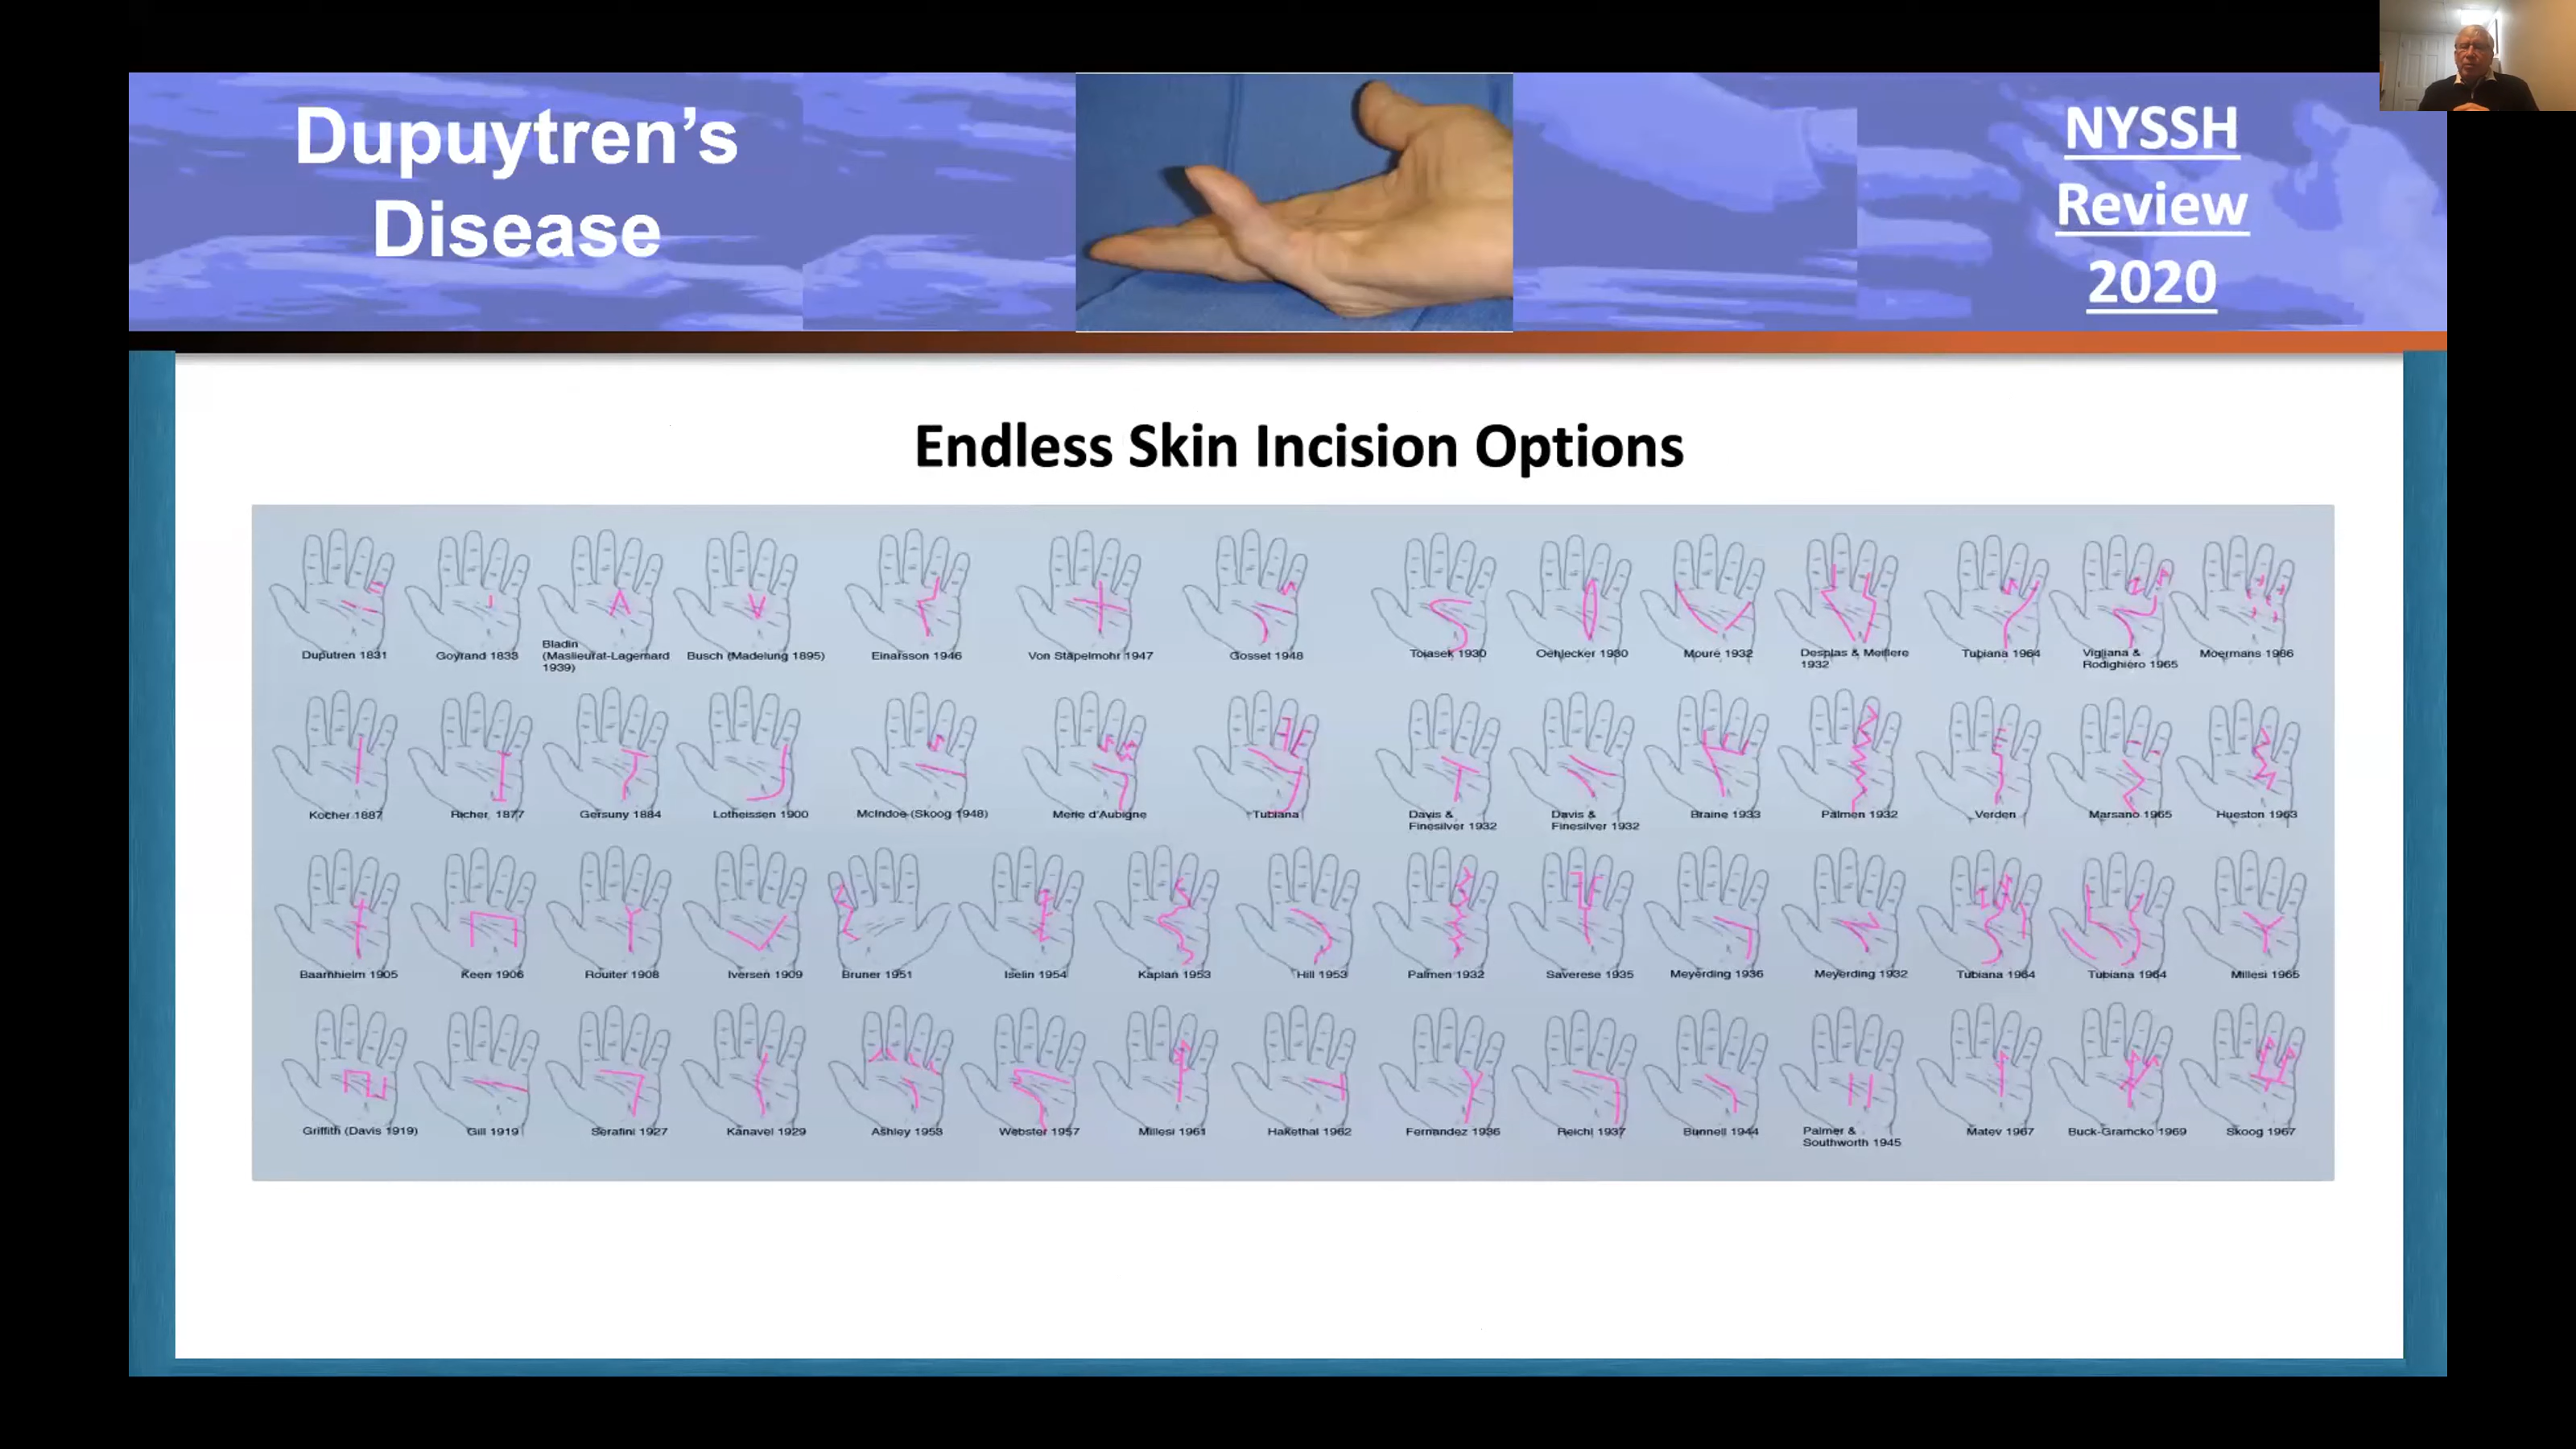 Dupuytren's
Disease
NYSSH
Review
2020
Endless Skin Incision Options
Duputren 1831
Goyrand 1833
Bladin
(Maslieurat-Lagemard
1939)
Busch (Madelung 1895)
Einarsson 1946
Von Stapelmohr 1947
Gosset 1948
Tojasek 1930
Oehlecker 1930
Moure 1932
Desplas & Meillere
1932
Tubiana 1964
Vigliana &
Rodighiero 1965
Moermans 1986
Kocher 1887
Richer 1877
Gersuny 1884
Lotheissen 1900
McIndoe (Skoog 1948)
Merle d'Aubigne
Tubiana
Davis &
Finesilver 1932
Davis &
Finesilver 1932
Braine 1933
Palmen 1932
Verden
Marsano 1965
Hueston 1963
Baarnhielm 1905
Keen 1906
Rouiter 1908
Iversen 1909
Bruner 1951
Iselin 1954
Kaplan 1953
Hill 1953
Palmen 1932
Saverese 1935
Meyerding 1936
Meyerding 1932
Tubiana 1964
Tubiana 1964
Millesi 1965
Griffith (Davis 1919)
Gill 1919
Serafini 1927
Kanavel 1929
Ashley 1953
Webster 1957
Millesi 1961
Hakethal 1962
Fernandez 1936
Reichl 1937
Bunnell 1944
Palmer &
Southworth 1945
Matev 1967
Buck-Gramcko 1969
Skoog 1967